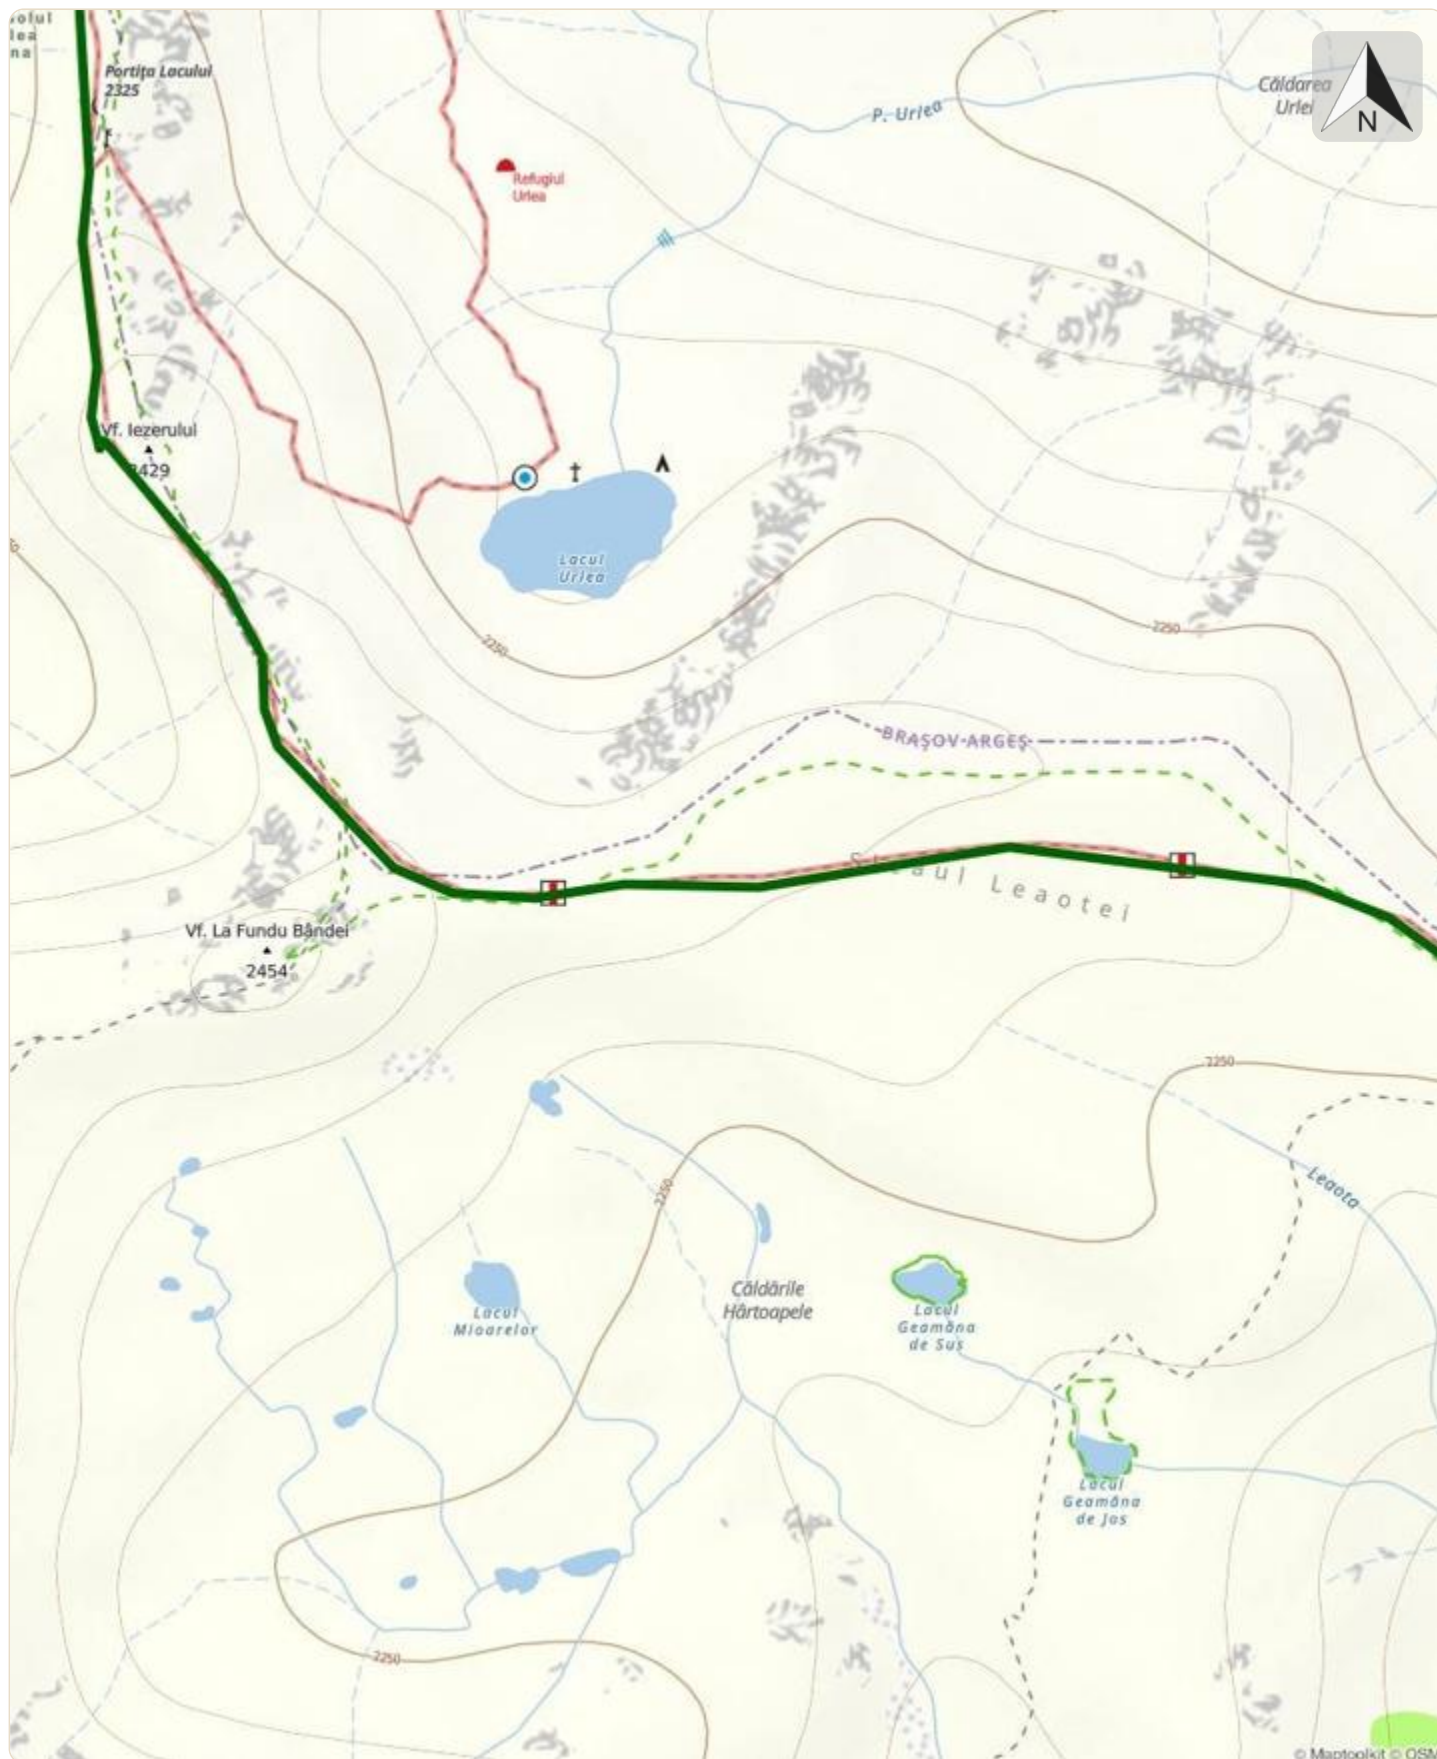 Portița Lacului
2325
P. Urlea
Căldarea
N
Refugiul
Urlea
Vf. Iezerului
2429
Lacul
Urlea
2250
2250
BRAȘOV-ARGEȘ
Leaotei
Vf. La Fundu Bândei
2454
2250
Leaota
2250
Lacul
Mioarelor
Căldările
Hârtoapele
Lacul
Geamăna
de Sus
Lacul
Geamăna
de Jos
2250
© Maptoolkit © OSM